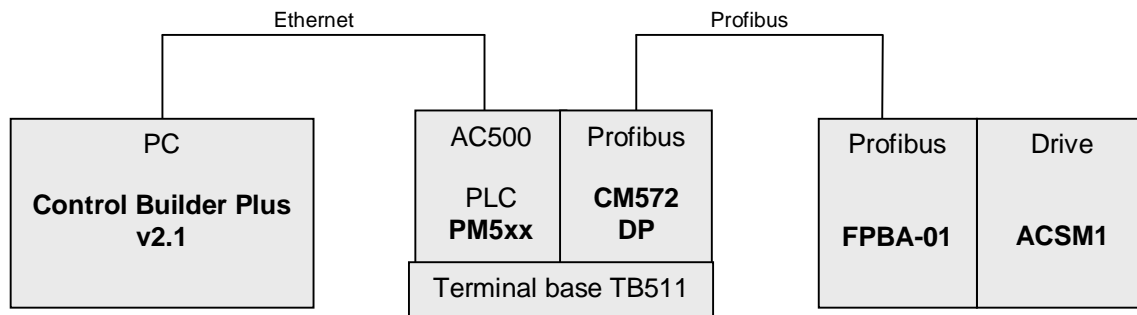 Ethernet
Profibus
PC
Control Builder Plus
v2.1
AC500
PLC
PM5xx
Profibus
CM572
DP
Terminal base TB511
Profibus
FPBA-01
Drive
ACSM1